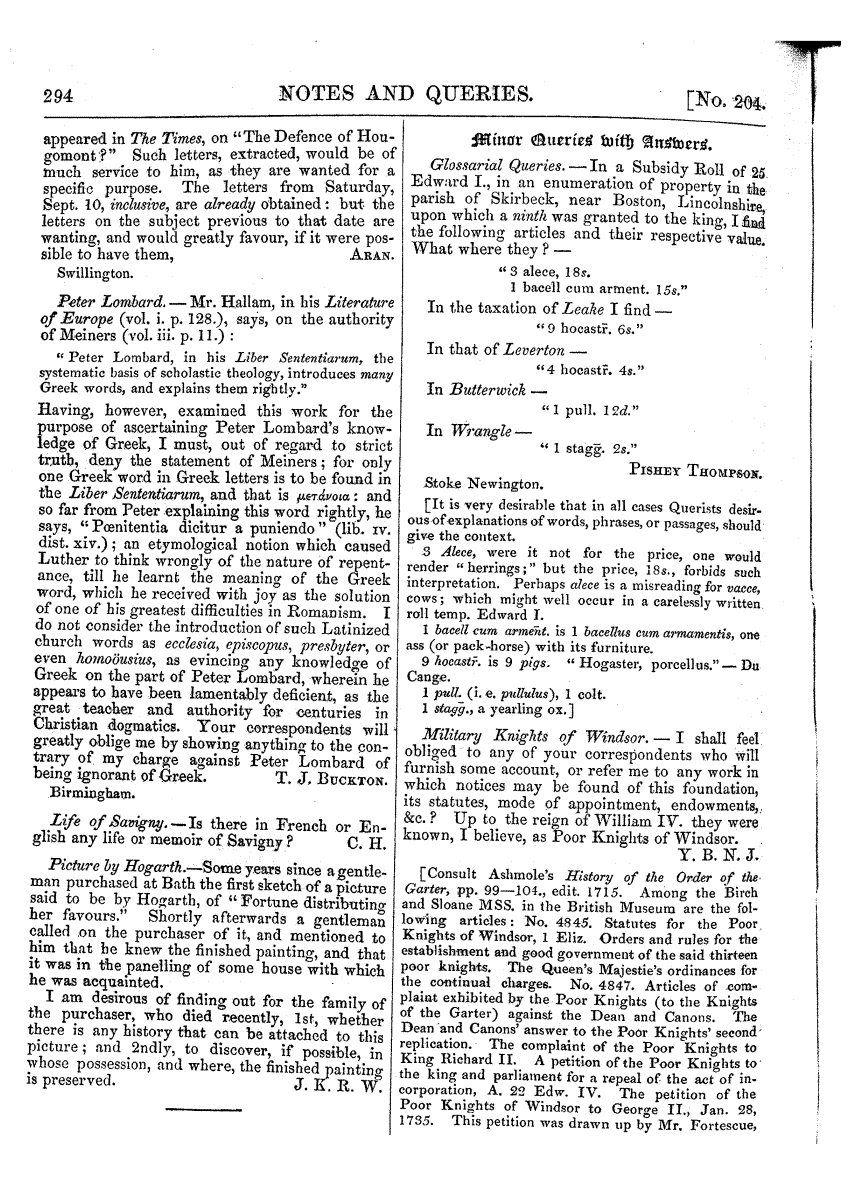 294
NOTES AND QUERIES.
[No. 204.
appeared in The Times, on "The Defence of Hou-
gomont?" Such letters, extracted, would be of
much service to him, as they are wanted for a
specific purpose. The letters from Saturday,
Sept. 10, inclusive, are already obtained: but the
letters on the subject previous to that date are
wanting, and would greatly favour, if it were pos-
sible to have them, ARAN.
Swillington.
Peter Lombard. — Mr. Hallam, in his Literature
of Europe (vol. i. p. 128.), says, on the authority
of Meiners (vol. iii. p. 11.) :
" Peter Lombard, in his Liber Sententiarum, the
systematic basis of scholastic theology, introduces many
Greek words, and explains them rightly."
Having, however, examined this work for the
purpose of ascertaining Peter Lombard's know-
ledge of Greek, I must, out of regard to strict
truth, deny the statement of Meiners; for only
one Greek word in Greek letters is to be found in
the Liber Sententiarum, and that is μετάνοια: and
so far from Peter explaining this word rightly, he
says, "Pœnitentia dicitur a puniendo" (lib. IV.
dist. xiv.); an etymological notion which caused
Luther to think wrongly of the nature of repent-
ance, till he learnt the meaning of the Greek
word, which he received with joy as the solution
of one of his greatest difficulties in Romanism. I
do not consider the introduction of such Latinized
church words as ecclesia, episcopus, presbyter, or
even homoöusius, as evincing any knowledge of
Greek on the part of Peter Lombard, wherein he
appears to have been lamentably deficient, as the
great teacher and authority for centuries in
Christian dogmatics. Your correspondents will
greatly oblige me by showing anything to the con-
trary of my charge against Peter Lombard of
being ignorant of Greek. T. J. BUCKTON.
Birmingham.
Life of Savigny. — Is there in French or En-
glish any life or memoir of Savigny? C. H.
Picture by Hogarth.—Some years since a gentle-
man purchased at Bath the first sketch of a picture
said to be by Hogarth, of "Fortune distributing
her favours." Shortly afterwards a gentleman
called on the purchaser of it, and mentioned to
him that he knew the finished painting, and that
it was in the panelling of some house with which
he was acquainted.
I am desirous of finding out for the family of
the purchaser, who died recently, 1st, whether
there is any history that can be attached to this
picture; and 2ndly, to discover, if possible, in
whose possession, and where, the finished painting
is preserved. J. K. R. W.
Minor Queries with Answers.
Glossarial Queries. — In a Subsidy Roll of 25
Edward I., in an enumeration of property in the
parish of Skirbeck, near Boston, Lincolnshire,
upon which a ninth was granted to the king, I find
the following articles and their respective value.
What where they? —
" 3 alece, 18s.
1 bacell cum arment. 15s."
In the taxation of Leake I find —
" 9 hocastr̄. 6s."
In that of Leverton —
" 4 hocastr̄. 4s."
In Butterwick —
" 1 pull. 12d."
In Wrangle —
" 1 stagḡ. 2s."
PISHEY THOMPSON.
Stoke Newington.
[It is very desirable that in all cases Querists desir-
ous of explanations of words, phrases, or passages, should
give the context.
3 Alece, were it not for the price, one would
render "herrings;" but the price, 18s., forbids such
interpretation. Perhaps alece is a misreading for vacce,
cows; which might well occur in a carelessly written
roll temp. Edward I.
1 bacell cum armen̄t. is 1 bacellus cum armamentis, one
ass (or pack-horse) with its furniture.
9 hocastr̄. is 9 pigs. "Hogaster, porcellus."— Du
Cange.
1 pull. (i. e. pullulus), 1 colt.
1 stagḡ., a yearling ox.]
Military Knights of Windsor. — I shall feel
obliged to any of your correspondents who will
furnish some account, or refer me to any work in
which notices may be found of this foundation,
its statutes, mode of appointment, endowments,
&c.? Up to the reign of William IV. they were
known, I believe, as Poor Knights of Windsor.
Y. B. N. J.
[Consult Ashmole's History of the Order of the
Garter, pp. 99—104., edit. 1715. Among the Birch
and Sloane MSS. in the British Museum are the fol-
lowing articles: No. 4845. Statutes for the Poor
Knights of Windsor, 1 Eliz. Orders and rules for the
establishment and good government of the said thirteen
poor knights. The Queen's Majestie's ordinances for
the continual charges. No. 4847. Articles of com-
plaint exhibited by the Poor Knights (to the Knights
of the Garter) against the Dean and Canons. The
Dean and Canons' answer to the Poor Knights' second
replication. The complaint of the Poor Knights to
King Richard II. A petition of the Poor Knights to
the king and parliament for a repeal of the act of in-
corporation, A. 22 Edw. IV. The petition of the
Poor Knights of Windsor to George II., Jan. 28,
1735. This petition was drawn up by Mr. Fortescue,